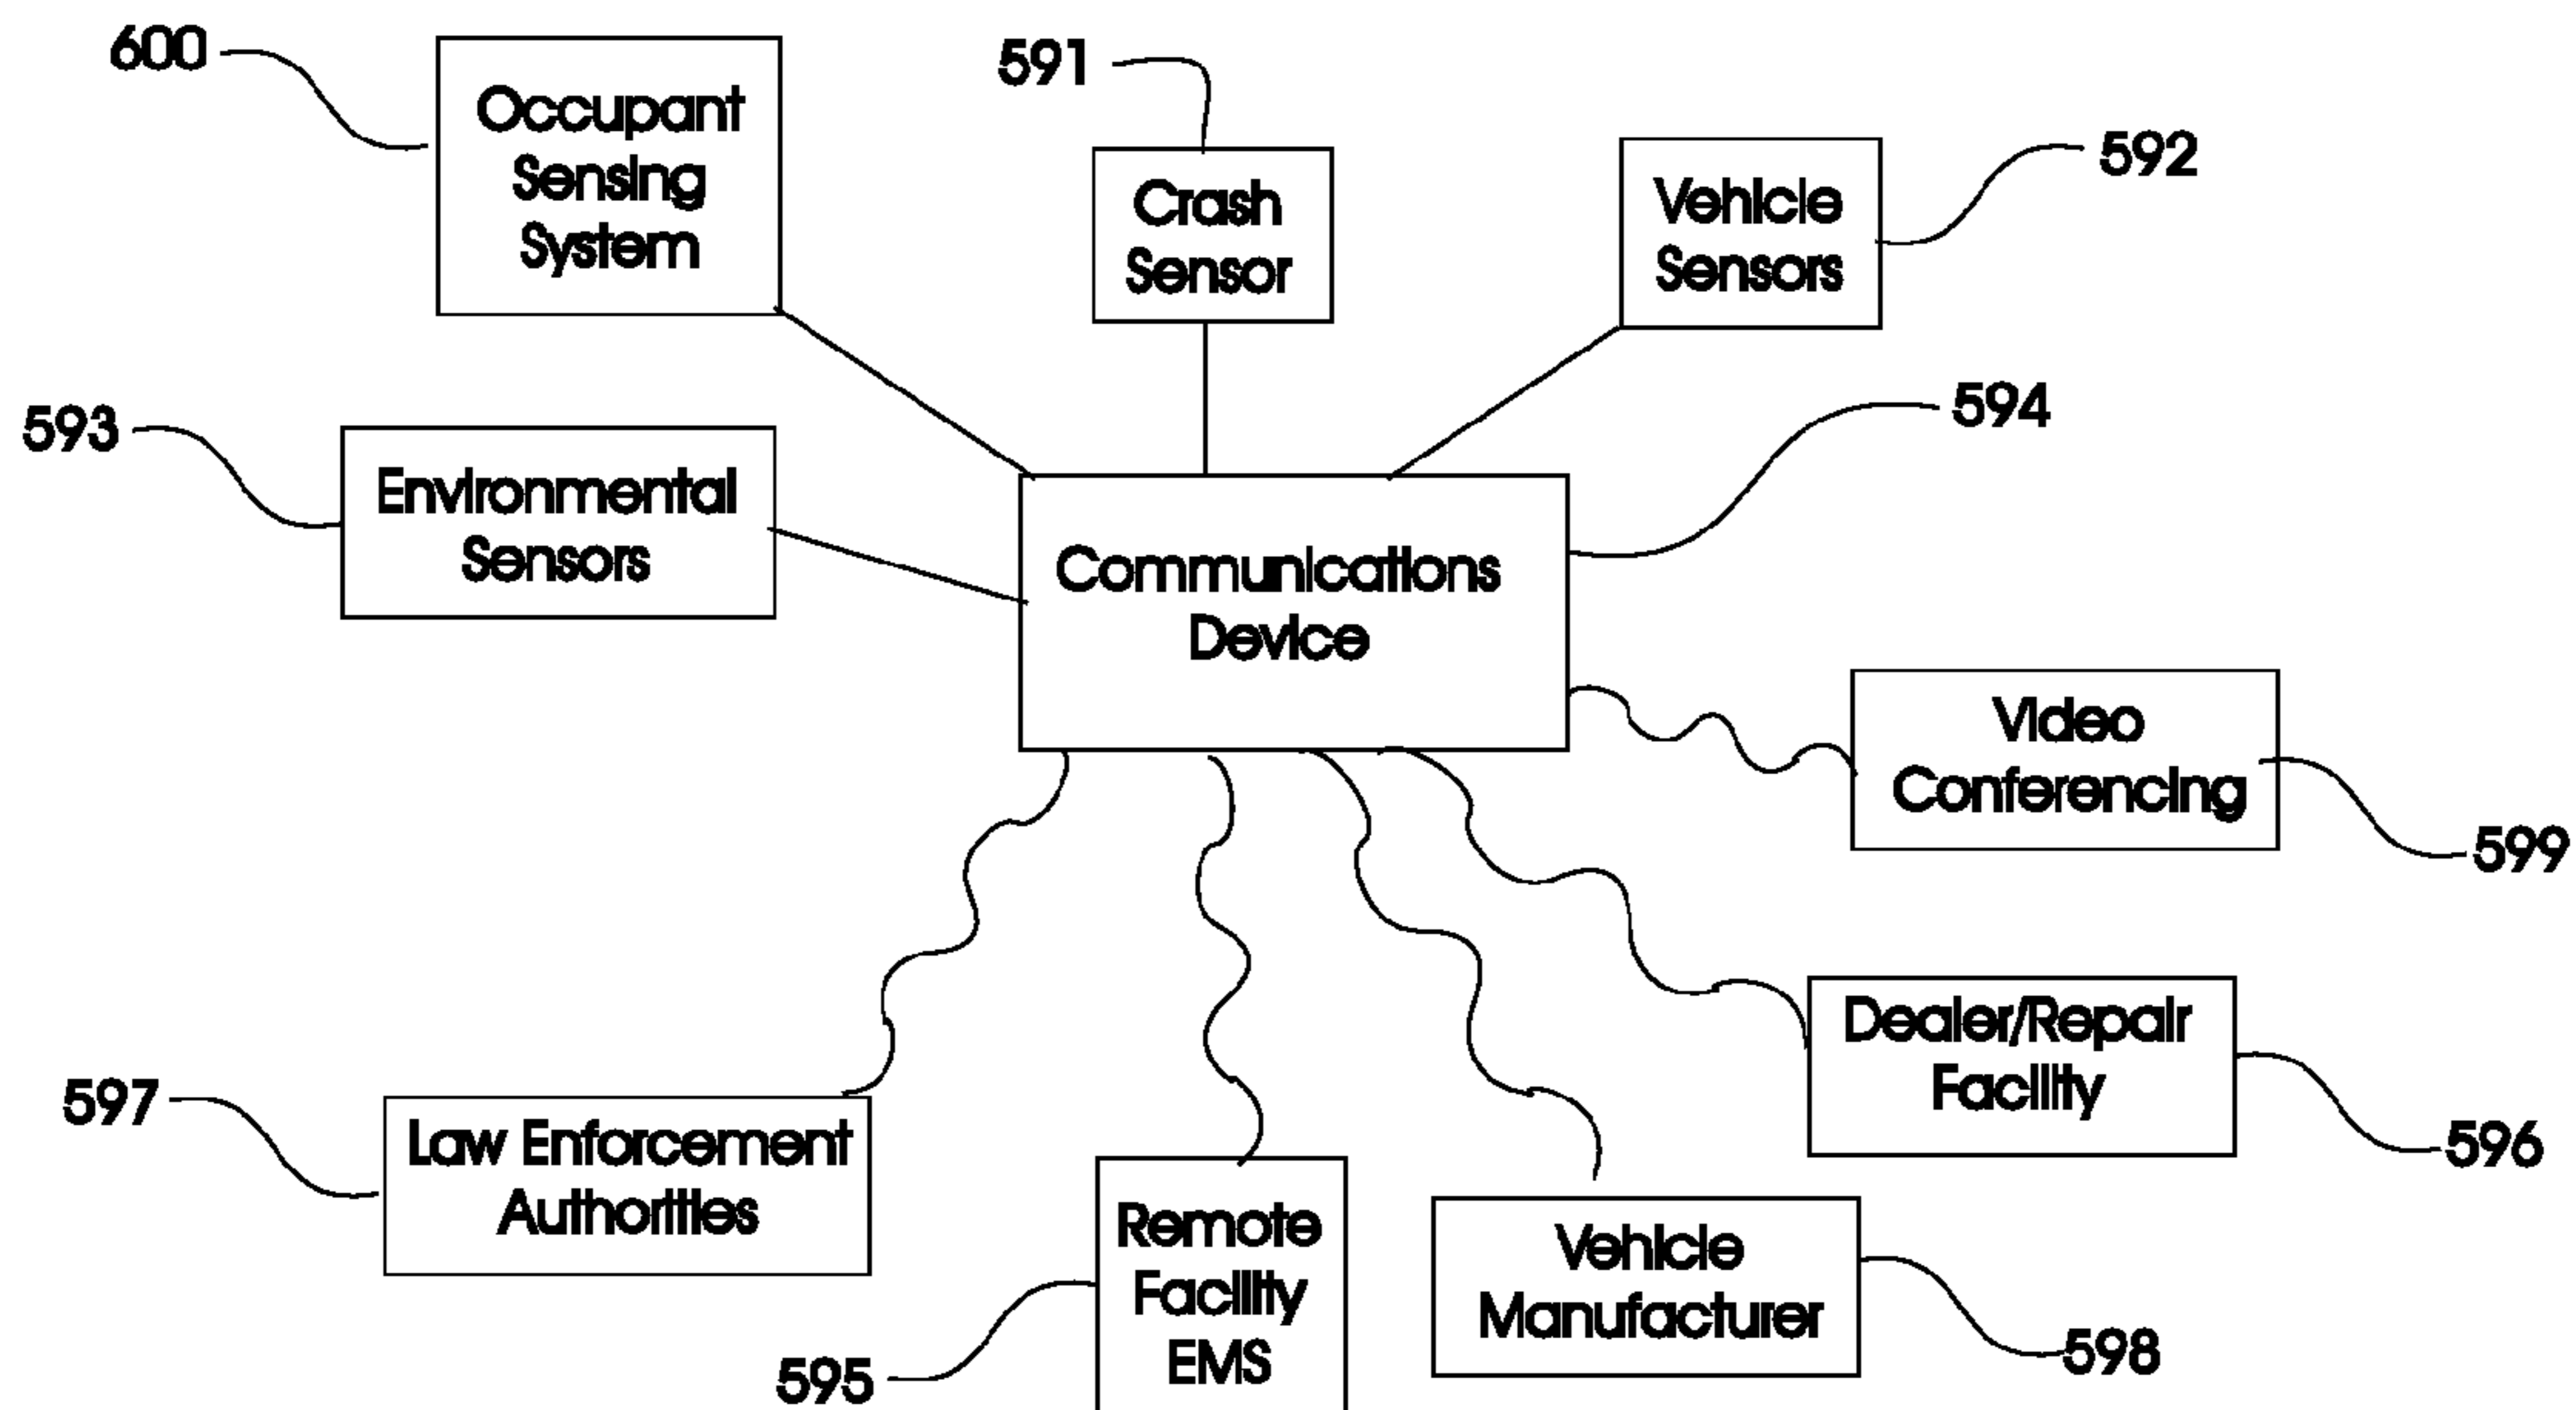 600
Occupant
Sensing
System
591
Crash
Sensor
592
Vehicle
Sensors
593
Environmental
Sensors
594
Communications
Device
Video
Conferencing
599
Dealer/Repair
Facility
596
597
Law Enforcement
Authorities
595
Remote
Facility
EMS
Vehicle
Manufacturer
598